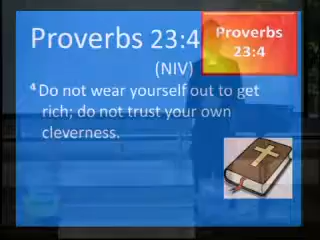 Proverbs 23:4
(NIV)
Proverbs
23:4
4 Do not wear yourself out to get
rich; do not trust your own
cleverness.